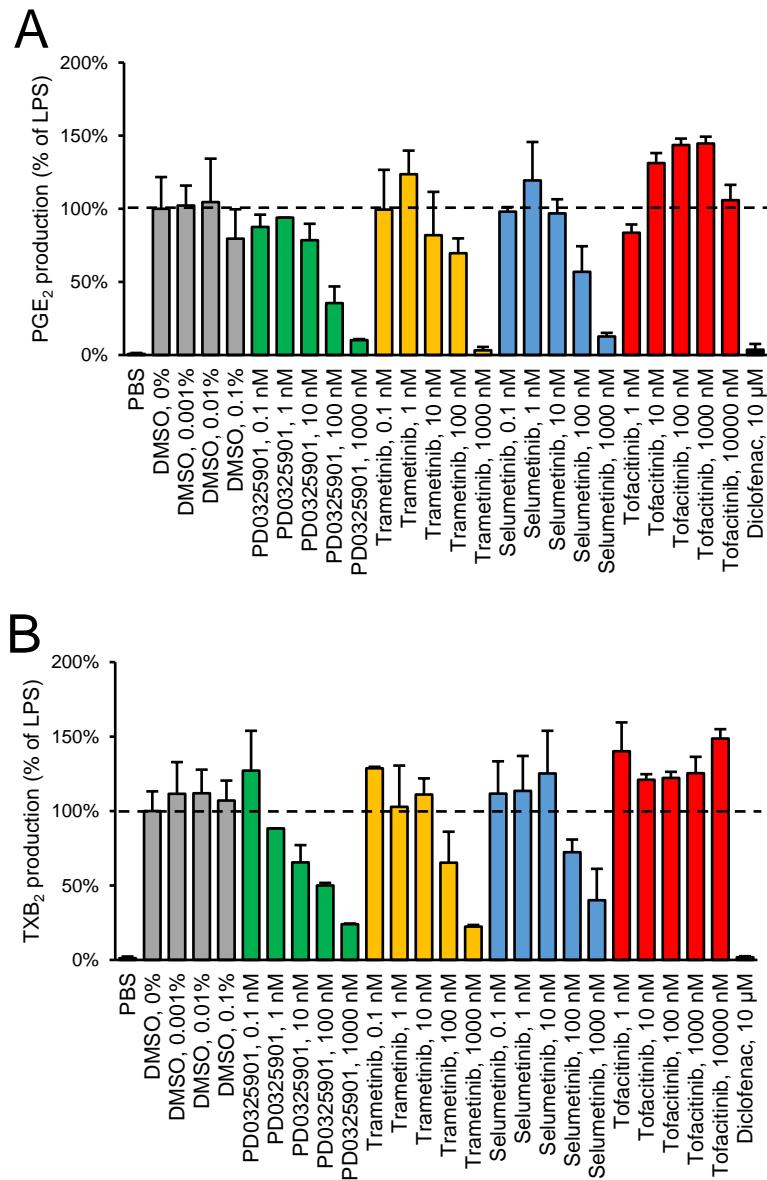 A
PGE2 production (% of LPS)
200%
150%
100%
50%
0%
PBS
DMSO, 0%
DMSO, 0.001%
DMSO, 0.01%
DMSO, 0.1%
PD0325901, 0.1 nM
PD0325901, 1 nM
PD0325901, 10 nM
PD0325901, 100 nM
PD0325901, 1000 nM
Trametinib, 0.1 nM
Trametinib, 1 nM
Trametinib, 10 nM
Trametinib, 100 nM
Trametinib, 1000 nM
Selumetinib, 0.1 nM
Selumetinib, 1 nM
Selumetinib, 10 nM
Selumetinib, 100 nM
Selumetinib, 1000 nM
Tofacitinib, 1 nM
Tofacitinib, 10 nM
Tofacitinib, 100 nM
Tofacitinib, 1000 nM
Tofacitinib, 10000 nM
Diclofenac, 10 µM
B
TXB2 production (% of LPS)
200%
150%
100%
50%
0%
PBS
DMSO, 0%
DMSO, 0.001%
DMSO, 0.01%
DMSO, 0.1%
PD0325901, 0.1 nM
PD0325901, 1 nM
PD0325901, 10 nM
PD0325901, 100 nM
PD0325901, 1000 nM
Trametinib, 0.1 nM
Trametinib, 1 nM
Trametinib, 10 nM
Trametinib, 100 nM
Trametinib, 1000 nM
Selumetinib, 0.1 nM
Selumetinib, 1 nM
Selumetinib, 10 nM
Selumetinib, 100 nM
Selumetinib, 1000 nM
Tofacitinib, 1 nM
Tofacitinib, 10 nM
Tofacitinib, 100 nM
Tofacitinib, 1000 nM
Tofacitinib, 10000 nM
Diclofenac, 10 µM